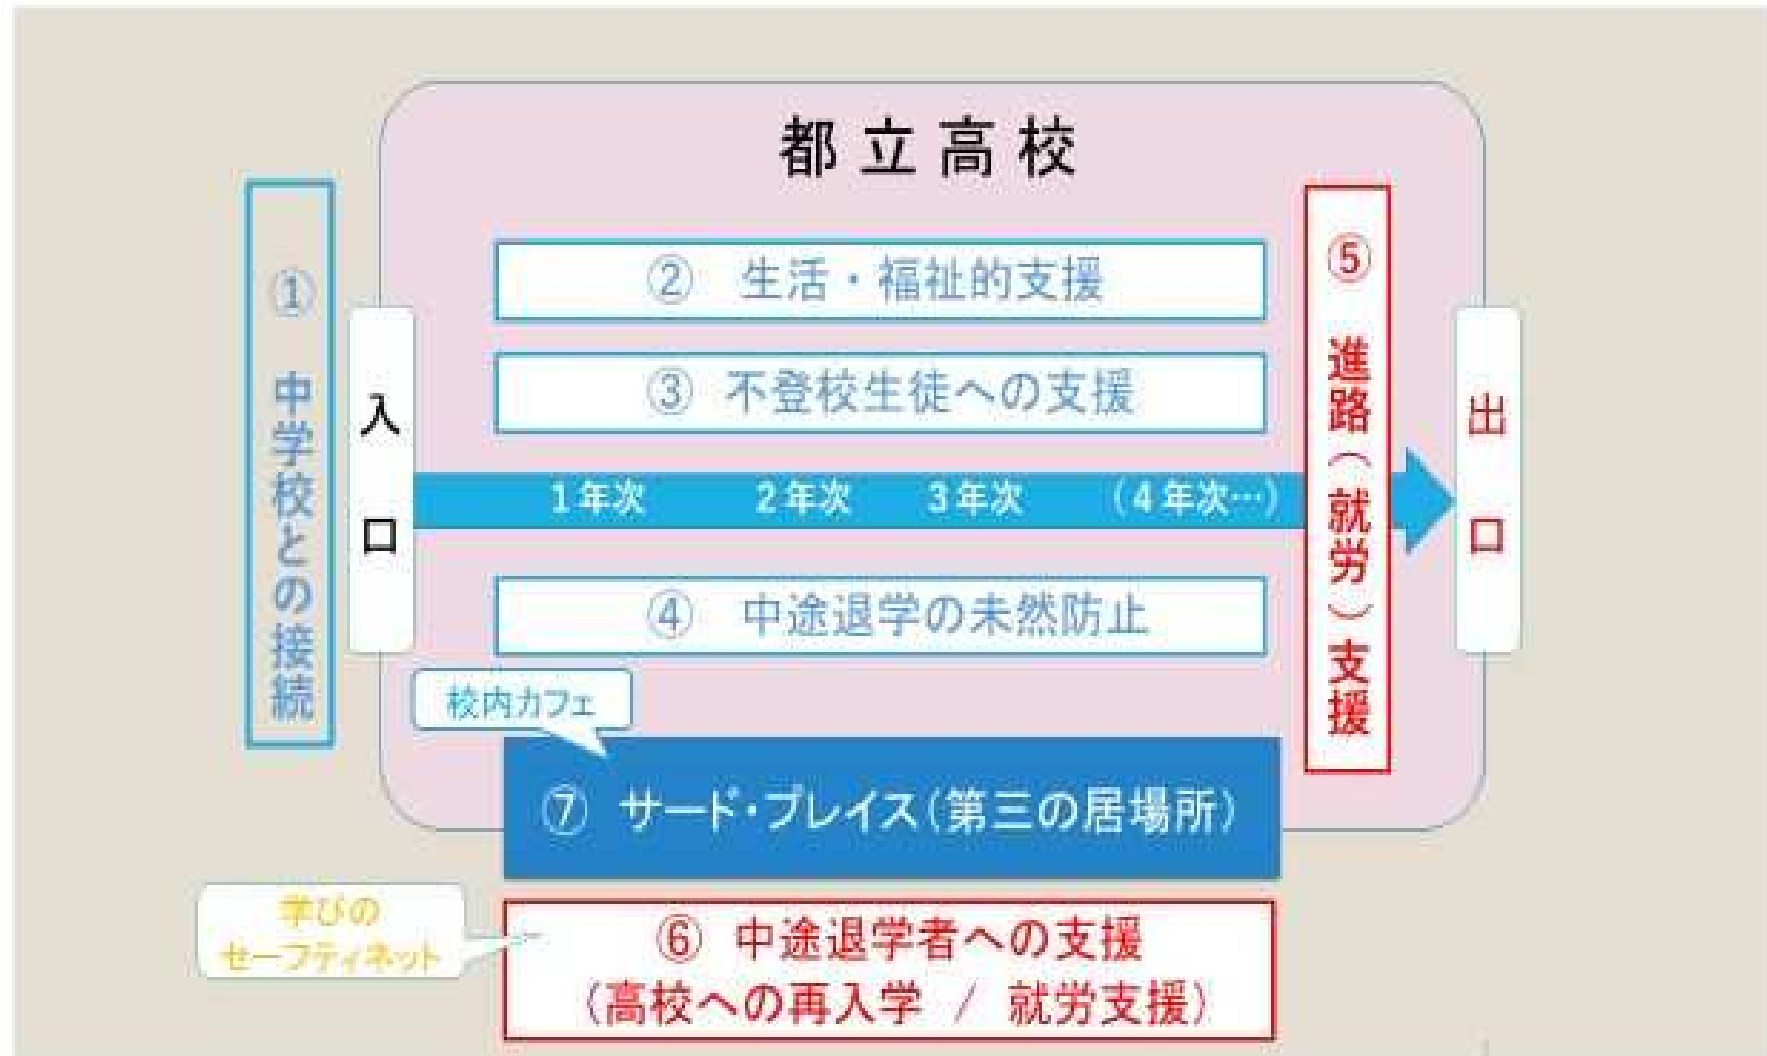 都立高校
① 中学校との接続
入口
② 生活・福祉的支援
③ 不登校生徒への支援
1年次 2年次 3年次 (4年次…)
④ 中途退学の未然防止
⑤ 進路(就労)支援
出口
校内カフェ
⑦ サード・プレイス(第三の居場所)
学びの
セーフティネット
⑥ 中途退学者への支援
(高校への再入学 / 就労支援)